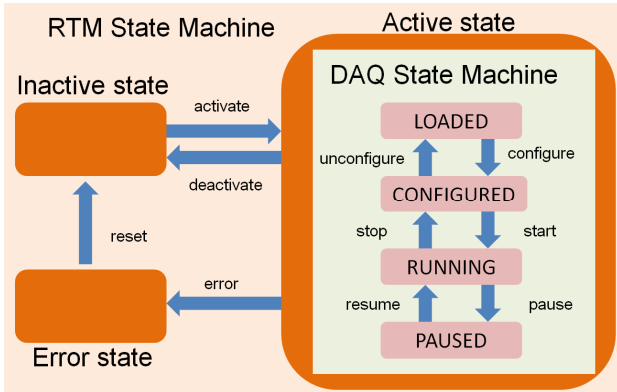 RTM State Machine
Active state
Inactive state
activate
deactivate
reset
error
Error state
DAQ State Machine
LOADED
unconfigure
configure
CONFIGURED
stop
start
RUNNING
resume
pause
PAUSED